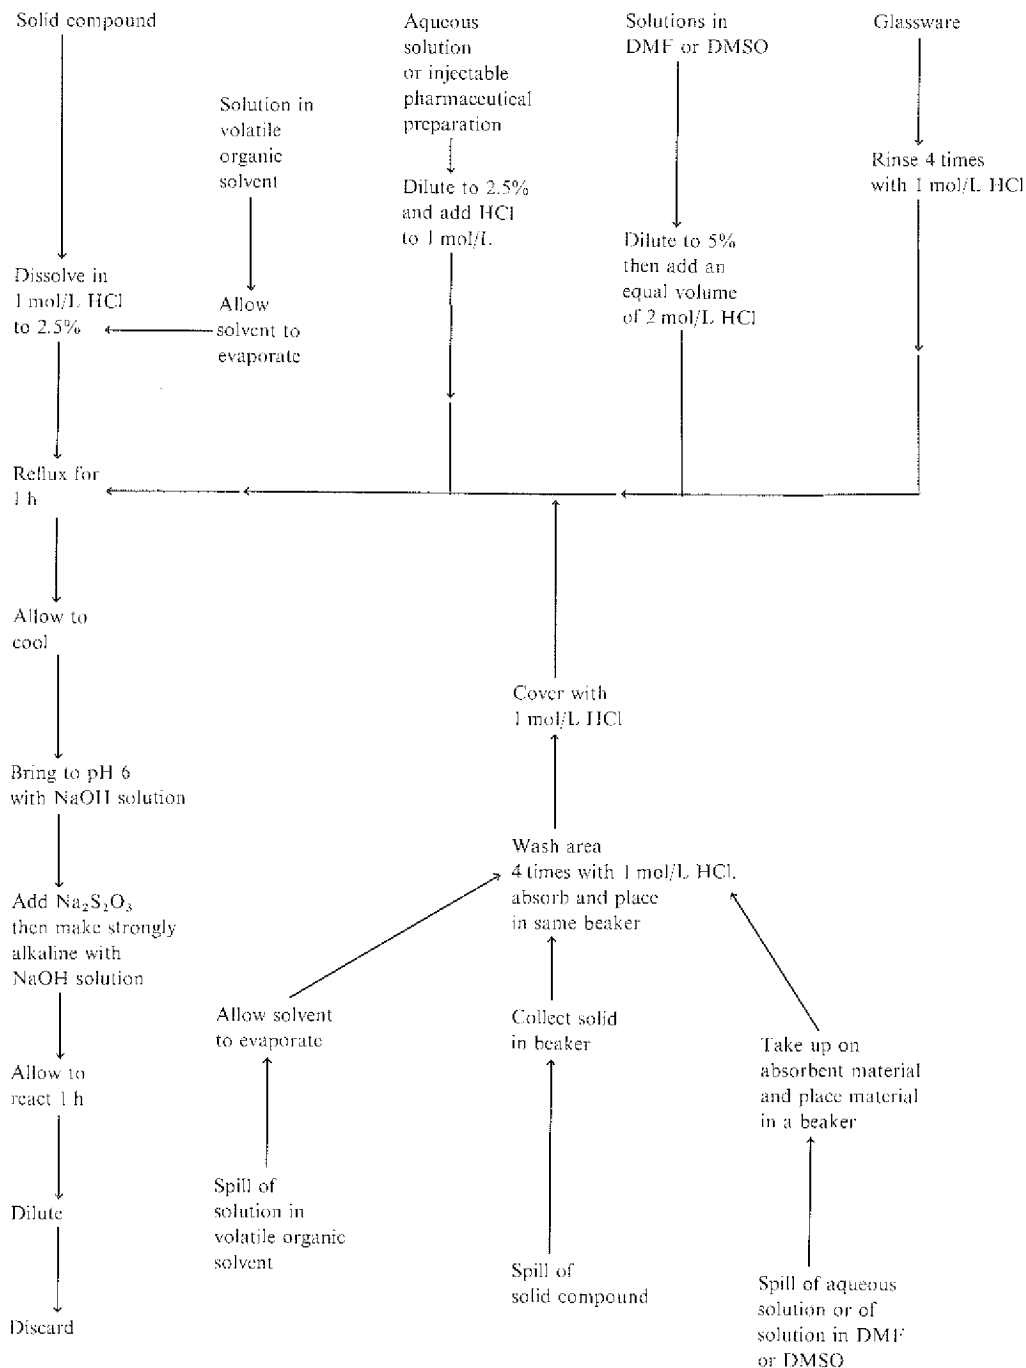 Solid compound
Aqueous
solution
or injectable
pharmaceutical
preparation
Solutions in
DMF or DMSO
Glassware
Solution in
volatile
organic
solvent
Rinse 4 times
with 1 mol/L HCl
Dilute to 2.5%
and add HCl
to 1 mol/L
Dilute to 5%
then add an
equal volume
of 2 mol/L HCl
Dissolve in
1 mol/L HCl
to 2.5%
Allow
solvent to
evaporate
Reflux for
1 h
Allow to
cool
Cover with
1 mol/L HCl
Bring to pH 6
with NaOH solution
Wash area
4 times with 1 mol/L HCl,
absorb and place
in same beaker
Add Na₂S₂O₃
then make strongly
alkaline with
NaOH solution
Allow solvent
to evaporate
Collect solid
in beaker
Take up on
absorbent material
and place material
in a beaker
Allow to
react 1 h
Spill of
solution in
volatile organic
solvent
Dilute
Spill of
solid compound
Spill of aqueous
solution or of
solution in DMF
or DMSO
Discard